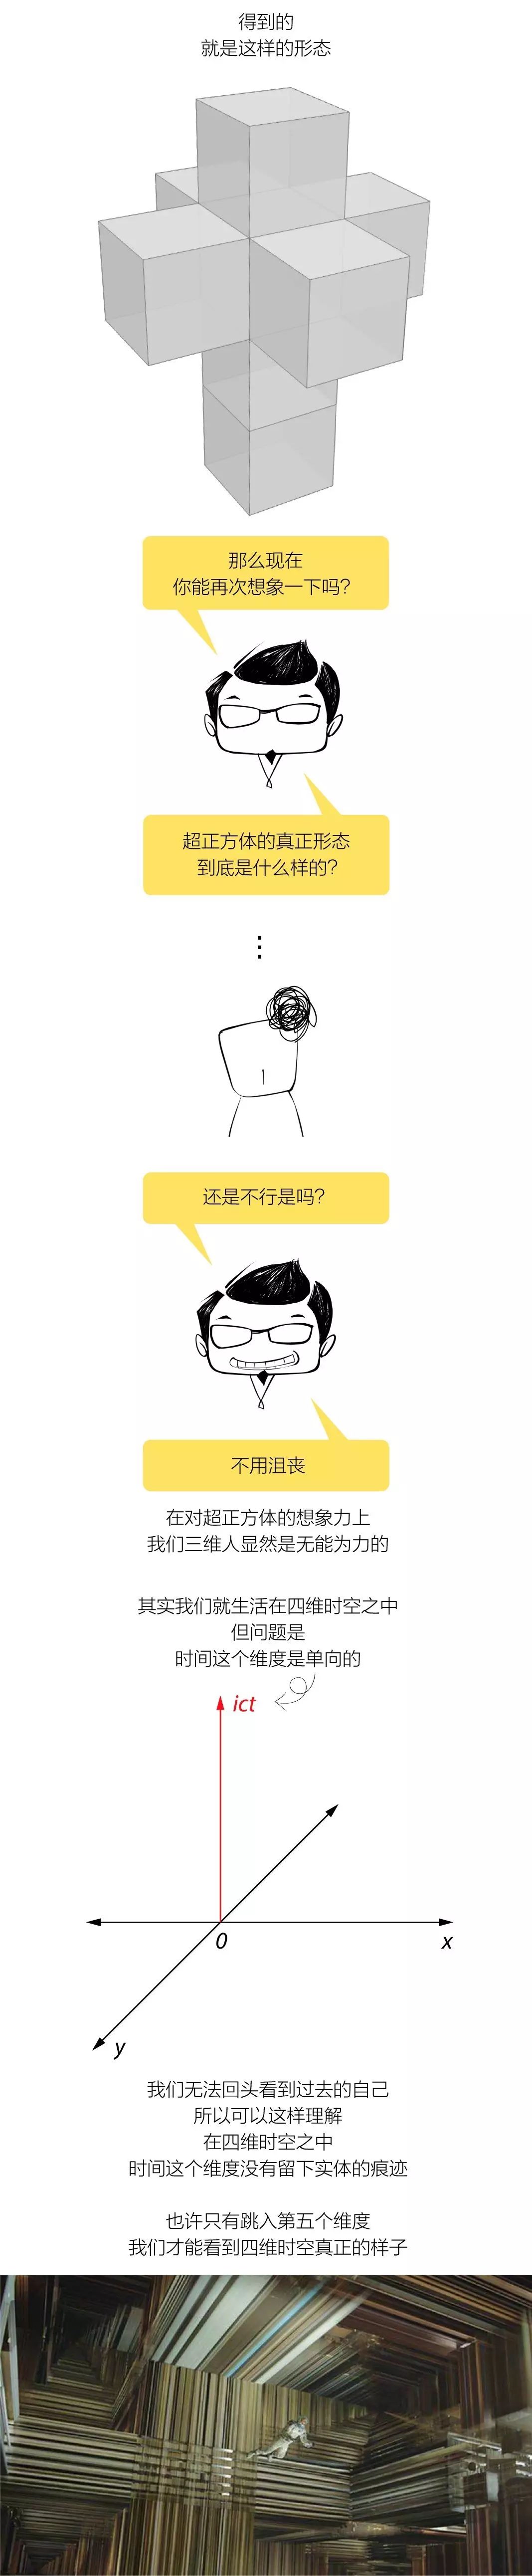 得到的
就是这样的形态
那么现在
你能再次想象一下吗?
超正方体的真正形态
到底是什么样的?
⋮
还是不行是吗?
不用沮丧
在对超正方体的想象力上
我们三维人显然是无能为力的
其实我们就生活在四维时空之中
但问题是
时间这个维度是单向的
ict
0
x
y
我们无法回头看到过去的自己
所以可以这样理解
在四维时空之中
时间这个维度没有留下实体的痕迹
也许只有跳入第五个维度
我们才能看到四维时空真正的样子